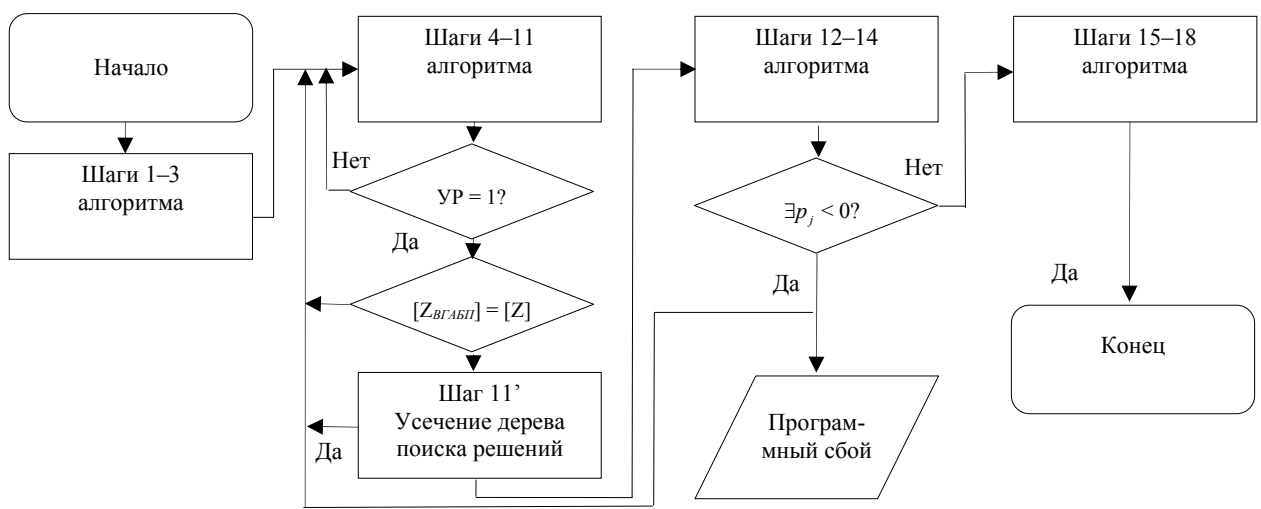 Начало
Шаги 1–3
алгоритма
Шаги 4–11
алгоритма
Нет
УР = 1?
Да
[Z_ВГАБП] = [Z]
Шаг 11’
Усечение дерева
поиска решений
Да
Шаги 12–14
алгоритма
Нет
∃p_j < 0?
Да
Програм-
мный сбой
Шаги 15–18
алгоритма
Да
Конец